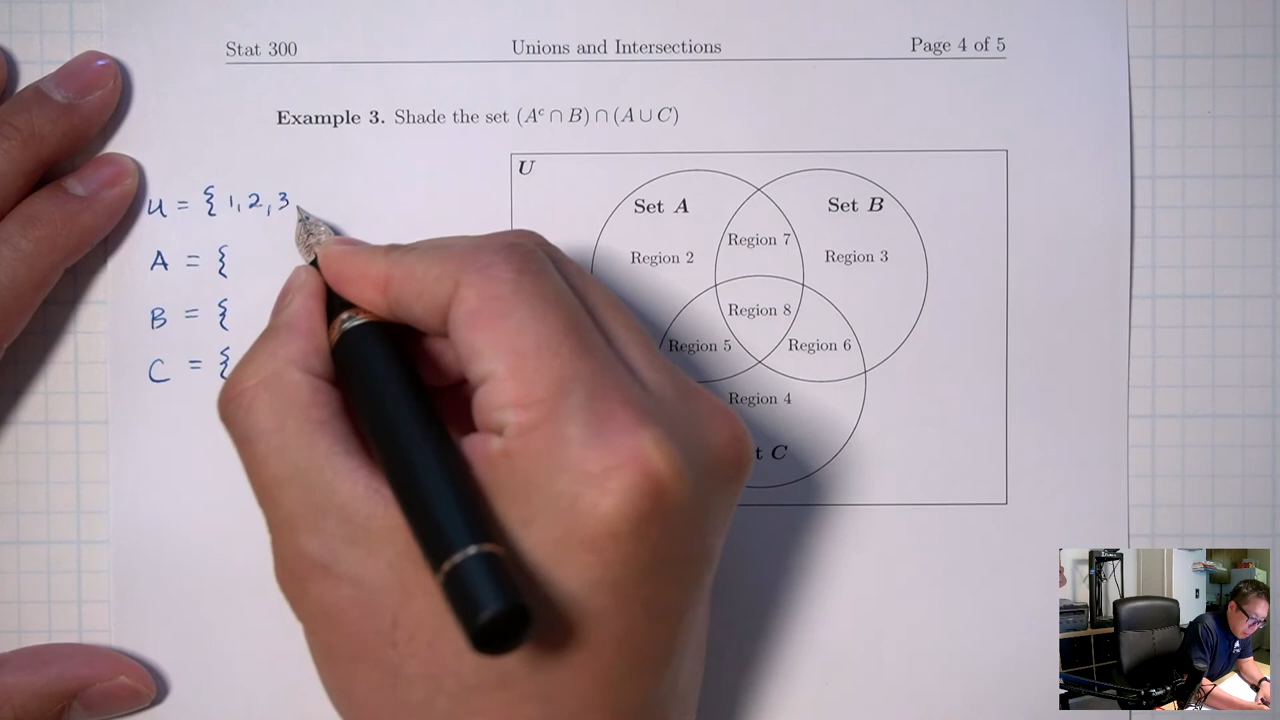 Stat 300 Unions and Intersections Page 4 of 5
Example 3. Shade the set (Aᶜ ∩ B) ∩ (A ∪ C)
U
U = { 1, 2, 3
A = {
B = {
C = {
Set A
Set B
Region 7
Region 2
Region 3
Region 8
Region 5
Region 6
Region 4
t C